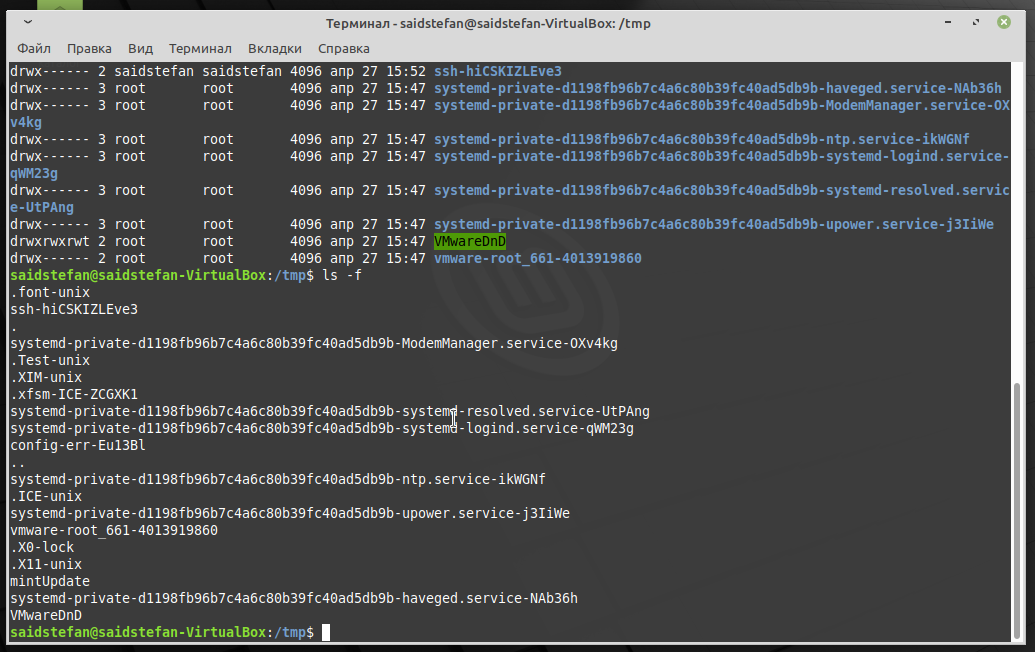 Терминал - saidstefan@saidstefan-VirtualBox: /tmp
Файл Правка Вид Терминал Вкладки Справка
drwx------ 2 saidstefan saidstefan 4096 апр 27 15:52 ssh-hiCSKIZLEve3
drwx------ 3 root       root       4096 апр 27 15:47 systemd-private-d1198fb96b7c4a6c80b39fc40ad5db9b-haveged.service-NAb36h
drwx------ 3 root       root       4096 апр 27 15:47 systemd-private-d1198fb96b7c4a6c80b39fc40ad5db9b-ModemManager.service-OX
v4kg
drwx------ 3 root       root       4096 апр 27 15:47 systemd-private-d1198fb96b7c4a6c80b39fc40ad5db9b-ntp.service-ikWGNf
drwx------ 3 root       root       4096 апр 27 15:47 systemd-private-d1198fb96b7c4a6c80b39fc40ad5db9b-systemd-logind.service-
qWM23g
drwx------ 3 root       root       4096 апр 27 15:47 systemd-private-d1198fb96b7c4a6c80b39fc40ad5db9b-systemd-resolved.servic
e-UtPAng
drwx------ 3 root       root       4096 апр 27 15:47 systemd-private-d1198fb96b7c4a6c80b39fc40ad5db9b-upower.service-j3IiWe
drwxrwxrwt 2 root       root       4096 апр 27 15:47 VMwareDnD
drwx------ 2 root       root       4096 апр 27 15:47 vmware-root_661-4013919860
saidstefan@saidstefan-VirtualBox:/tmp$ ls -f
.font-unix
ssh-hiCSKIZLEve3
.
systemd-private-d1198fb96b7c4a6c80b39fc40ad5db9b-ModemManager.service-OXv4kg
.Test-unix
.XIM-unix
.xfsm-ICE-ZCGXK1
systemd-private-d1198fb96b7c4a6c80b39fc40ad5db9b-systemd-resolved.service-UtPAng
systemd-private-d1198fb96b7c4a6c80b39fc40ad5db9b-systemd-logind.service-qWM23g
config-err-Eu13Bl
..
systemd-private-d1198fb96b7c4a6c80b39fc40ad5db9b-ntp.service-ikWGNf
.ICE-unix
systemd-private-d1198fb96b7c4a6c80b39fc40ad5db9b-upower.service-j3IiWe
vmware-root_661-4013919860
.X0-lock
.X11-unix
mintUpdate
systemd-private-d1198fb96b7c4a6c80b39fc40ad5db9b-haveged.service-NAb36h
VMwareDnD
saidstefan@saidstefan-VirtualBox:/tmp$